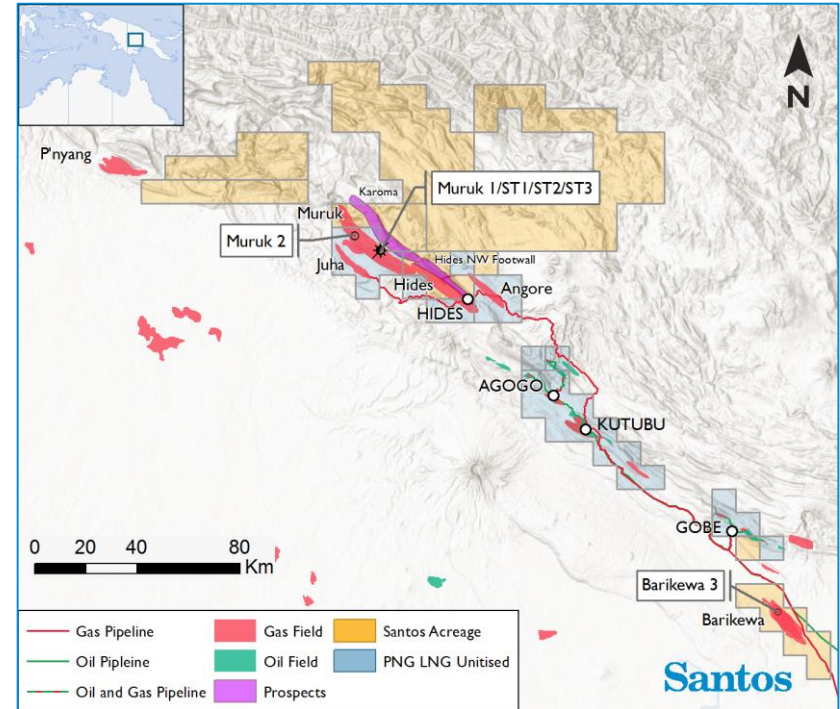 N
P'nyang
Karoma
Muruk 1/ST1/ST2/ST3
Muruk
Muruk 2
Juha
Hides NW Footwall
Hides
Angore
HIDES
AGOGO
KUTUBU
GOBE
0 20 40 80
Km
Barikewa 3
Barikewa
Gas Pipeline
Gas Field
Santos Acreage
Oil Pipleine
Oil Field
PNG LNG Unitised
Oil and Gas Pipeline
Prospects
Santos